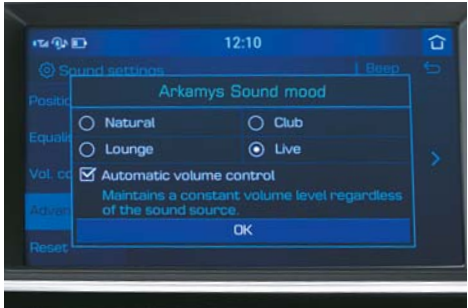 12:10
Sound settings
Beep
Arkamys Sound mood
Natural
Club
Lounge
Live
Automatic volume control
Maintains a constant volume level regardless
of the sound source.
OK
Reset